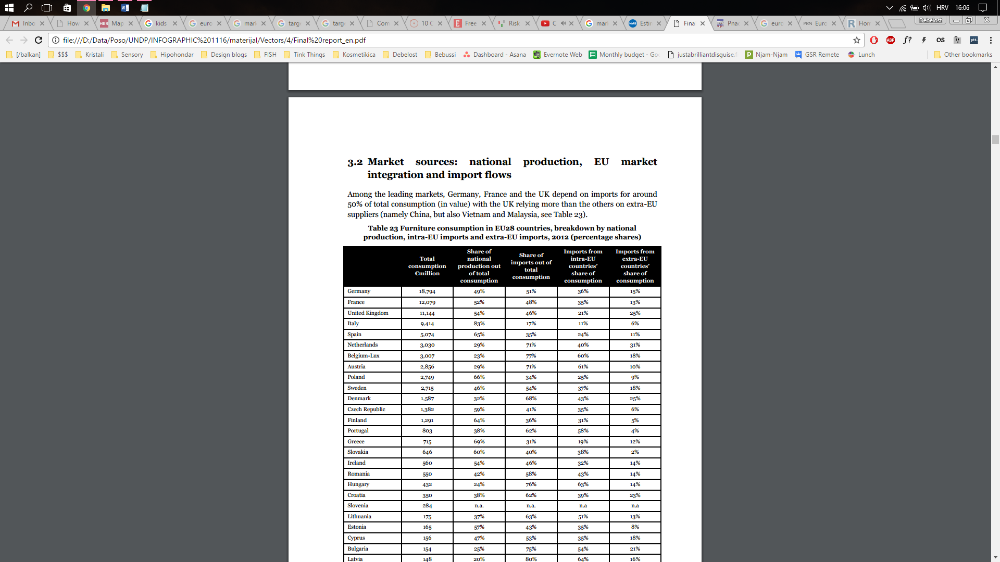 HRV 16:06
Inbo
How
HBR Map
kids
euro
mark
targe
targe
Com
10 C
Free
Risk
C
mark
Estir
Fina
Pnac
euro
PRN Euro
Hon
Debelost
file:///D:/Data/Poso/UNDP/INFOGRAPHIC%201116/materijal/Vectors/4/Final%20report_en.pdf
ABP f? os ptt.
[/balkan] $$$ Kristali Sensory Hipohondar Design blogs FISH Tink Things Kosmetikica Debelost Bebussi Dashboard - Asana Evernote Web Monthly budget - Go justabrilliantdisguise.f Njam-Njam GSR Remete Lunch Other bookmarks
3.2 Market sources: national production, EU market
integration and import flows
Among the leading markets, Germany, France and the UK depend on imports for around
50% of total consumption (in value) with the UK relying more than the others on extra-EU
suppliers (namely China, but also Vietnam and Malaysia, see Table 23).
Table 23 Furniture consumption in EU28 countries, breakdown by national
production, intra-EU imports and extra-EU imports, 2012 (percentage shares)
Total
consumption
€million
Share of
national
production out
of total
consumption
Share of
imports out of
total
consumption
Imports from
intra-EU
countries’
share of
consumption
Imports from
extra-EU
countries’
share of
consumption
Germany 18,794 49% 51% 36% 15%
France 12,079 52% 48% 35% 13%
United Kingdom 11,144 54% 46% 21% 25%
Italy 9,414 83% 17% 11% 6%
Spain 5,074 65% 35% 24% 11%
Netherlands 3,030 29% 71% 40% 31%
Belgium-Lux 3,007 23% 77% 60% 18%
Austria 2,856 29% 71% 61% 10%
Poland 2,749 66% 34% 25% 9%
Sweden 2,715 46% 54% 37% 18%
Denmark 1,587 32% 68% 43% 25%
Czech Republic 1,382 59% 41% 35% 6%
Finland 1,291 64% 36% 31% 5%
Portugal 803 38% 62% 58% 4%
Greece 715 69% 31% 19% 12%
Slovakia 646 60% 40% 38% 2%
Ireland 560 54% 46% 32% 14%
Romania 550 42% 58% 43% 14%
Hungary 432 24% 76% 63% 14%
Croatia 350 38% 62% 39% 23%
Slovenia 284 n.a. n.a. n.a n.a
Lithuania 175 37% 63% 51% 13%
Estonia 165 57% 43% 35% 8%
Cyprus 156 47% 53% 35% 18%
Bulgaria 154 25% 75% 54% 21%
Latvia 148 20% 80% 64% 16%